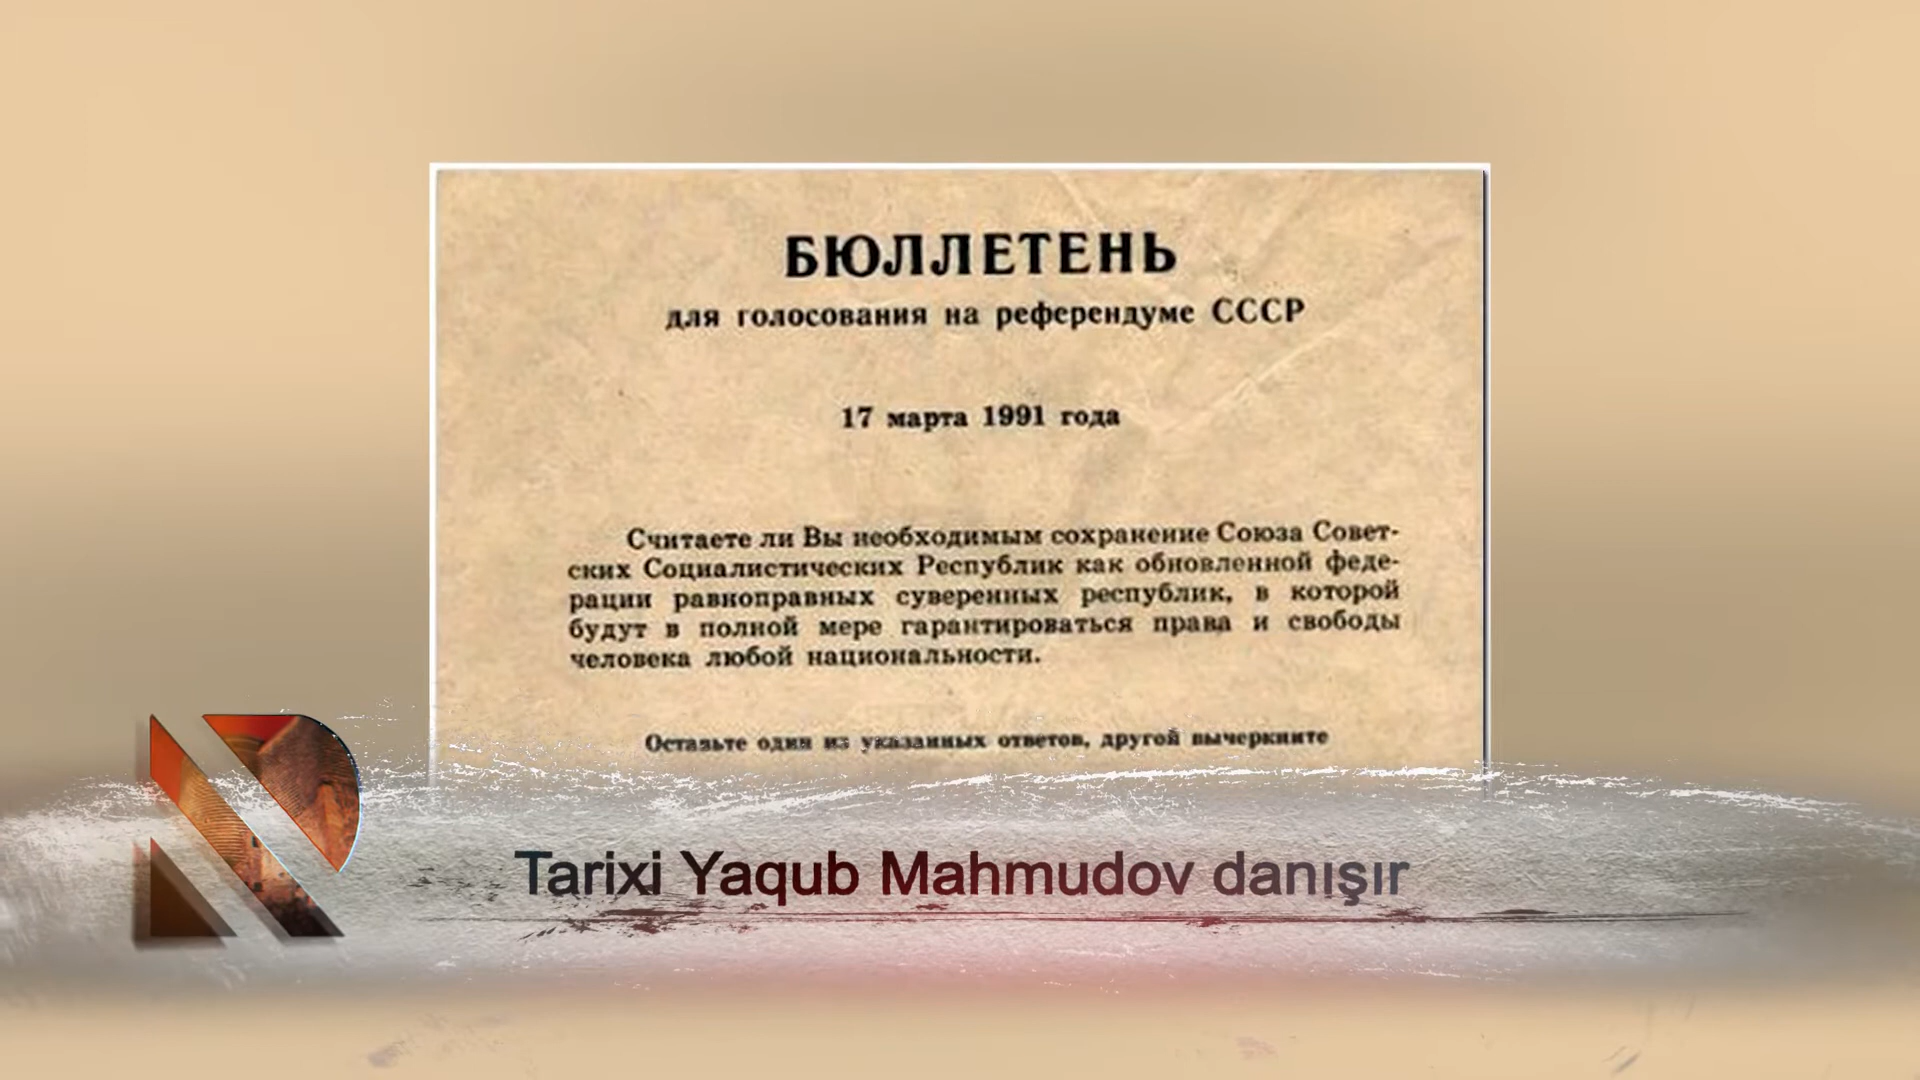 БЮЛЛЕТЕНЬ
для голосования на референдуме СССР
17 марта 1991 года
Считаете ли Вы необходимым сохранение Союза Совет-
ских Социалистических Республик как обновленной феде-
рации равноправных суверенных республик, в которой
будут в полной мере гарантироваться права и свободы
человека любой национальности.
Оставьте один из указанных ответов, другой вычеркните
Tarixi Yaqub Mahmudov danışır